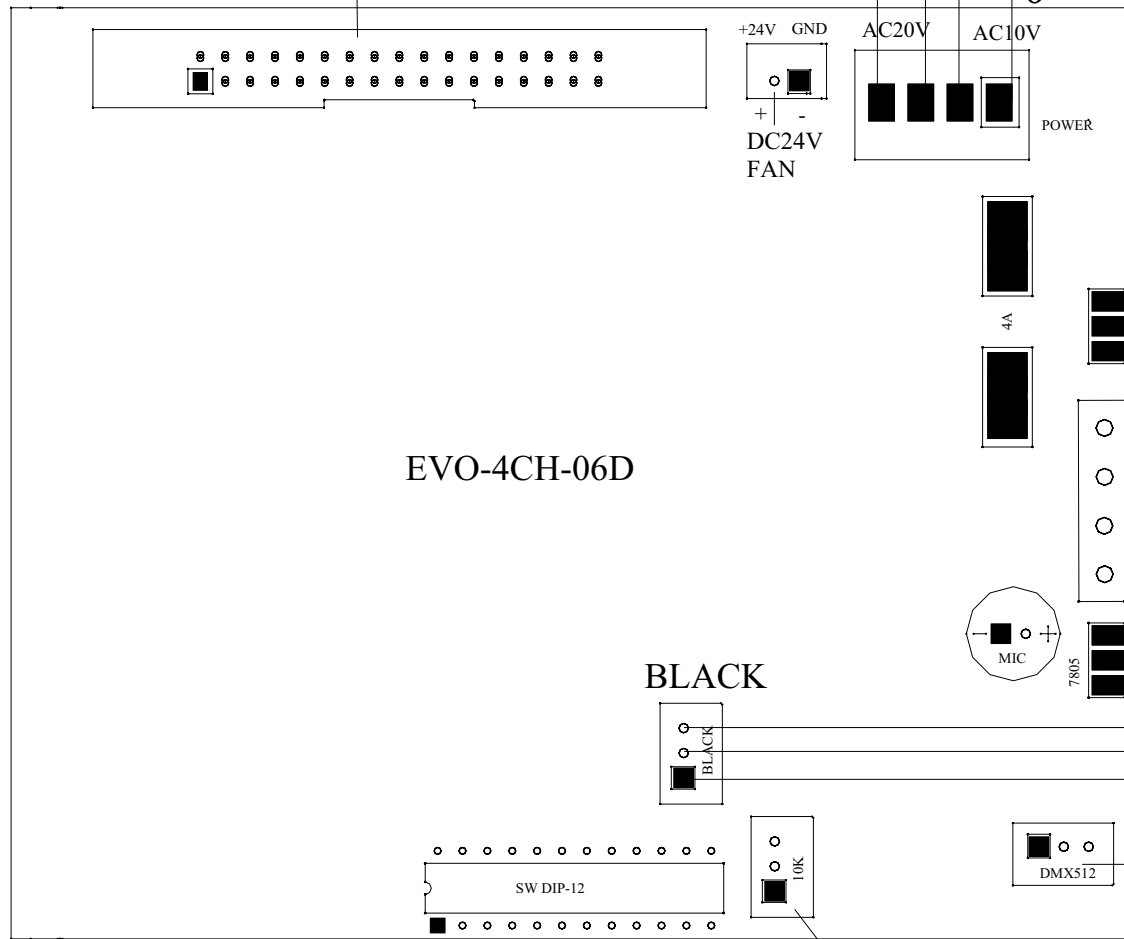 +24V GND
AC20V AC10V
+ -
POWER
DC24V
FAN
4A
EVO-4CH-06D
MIC
7805
BLACK
BLACK
10K
DMX512
SW DIP-12